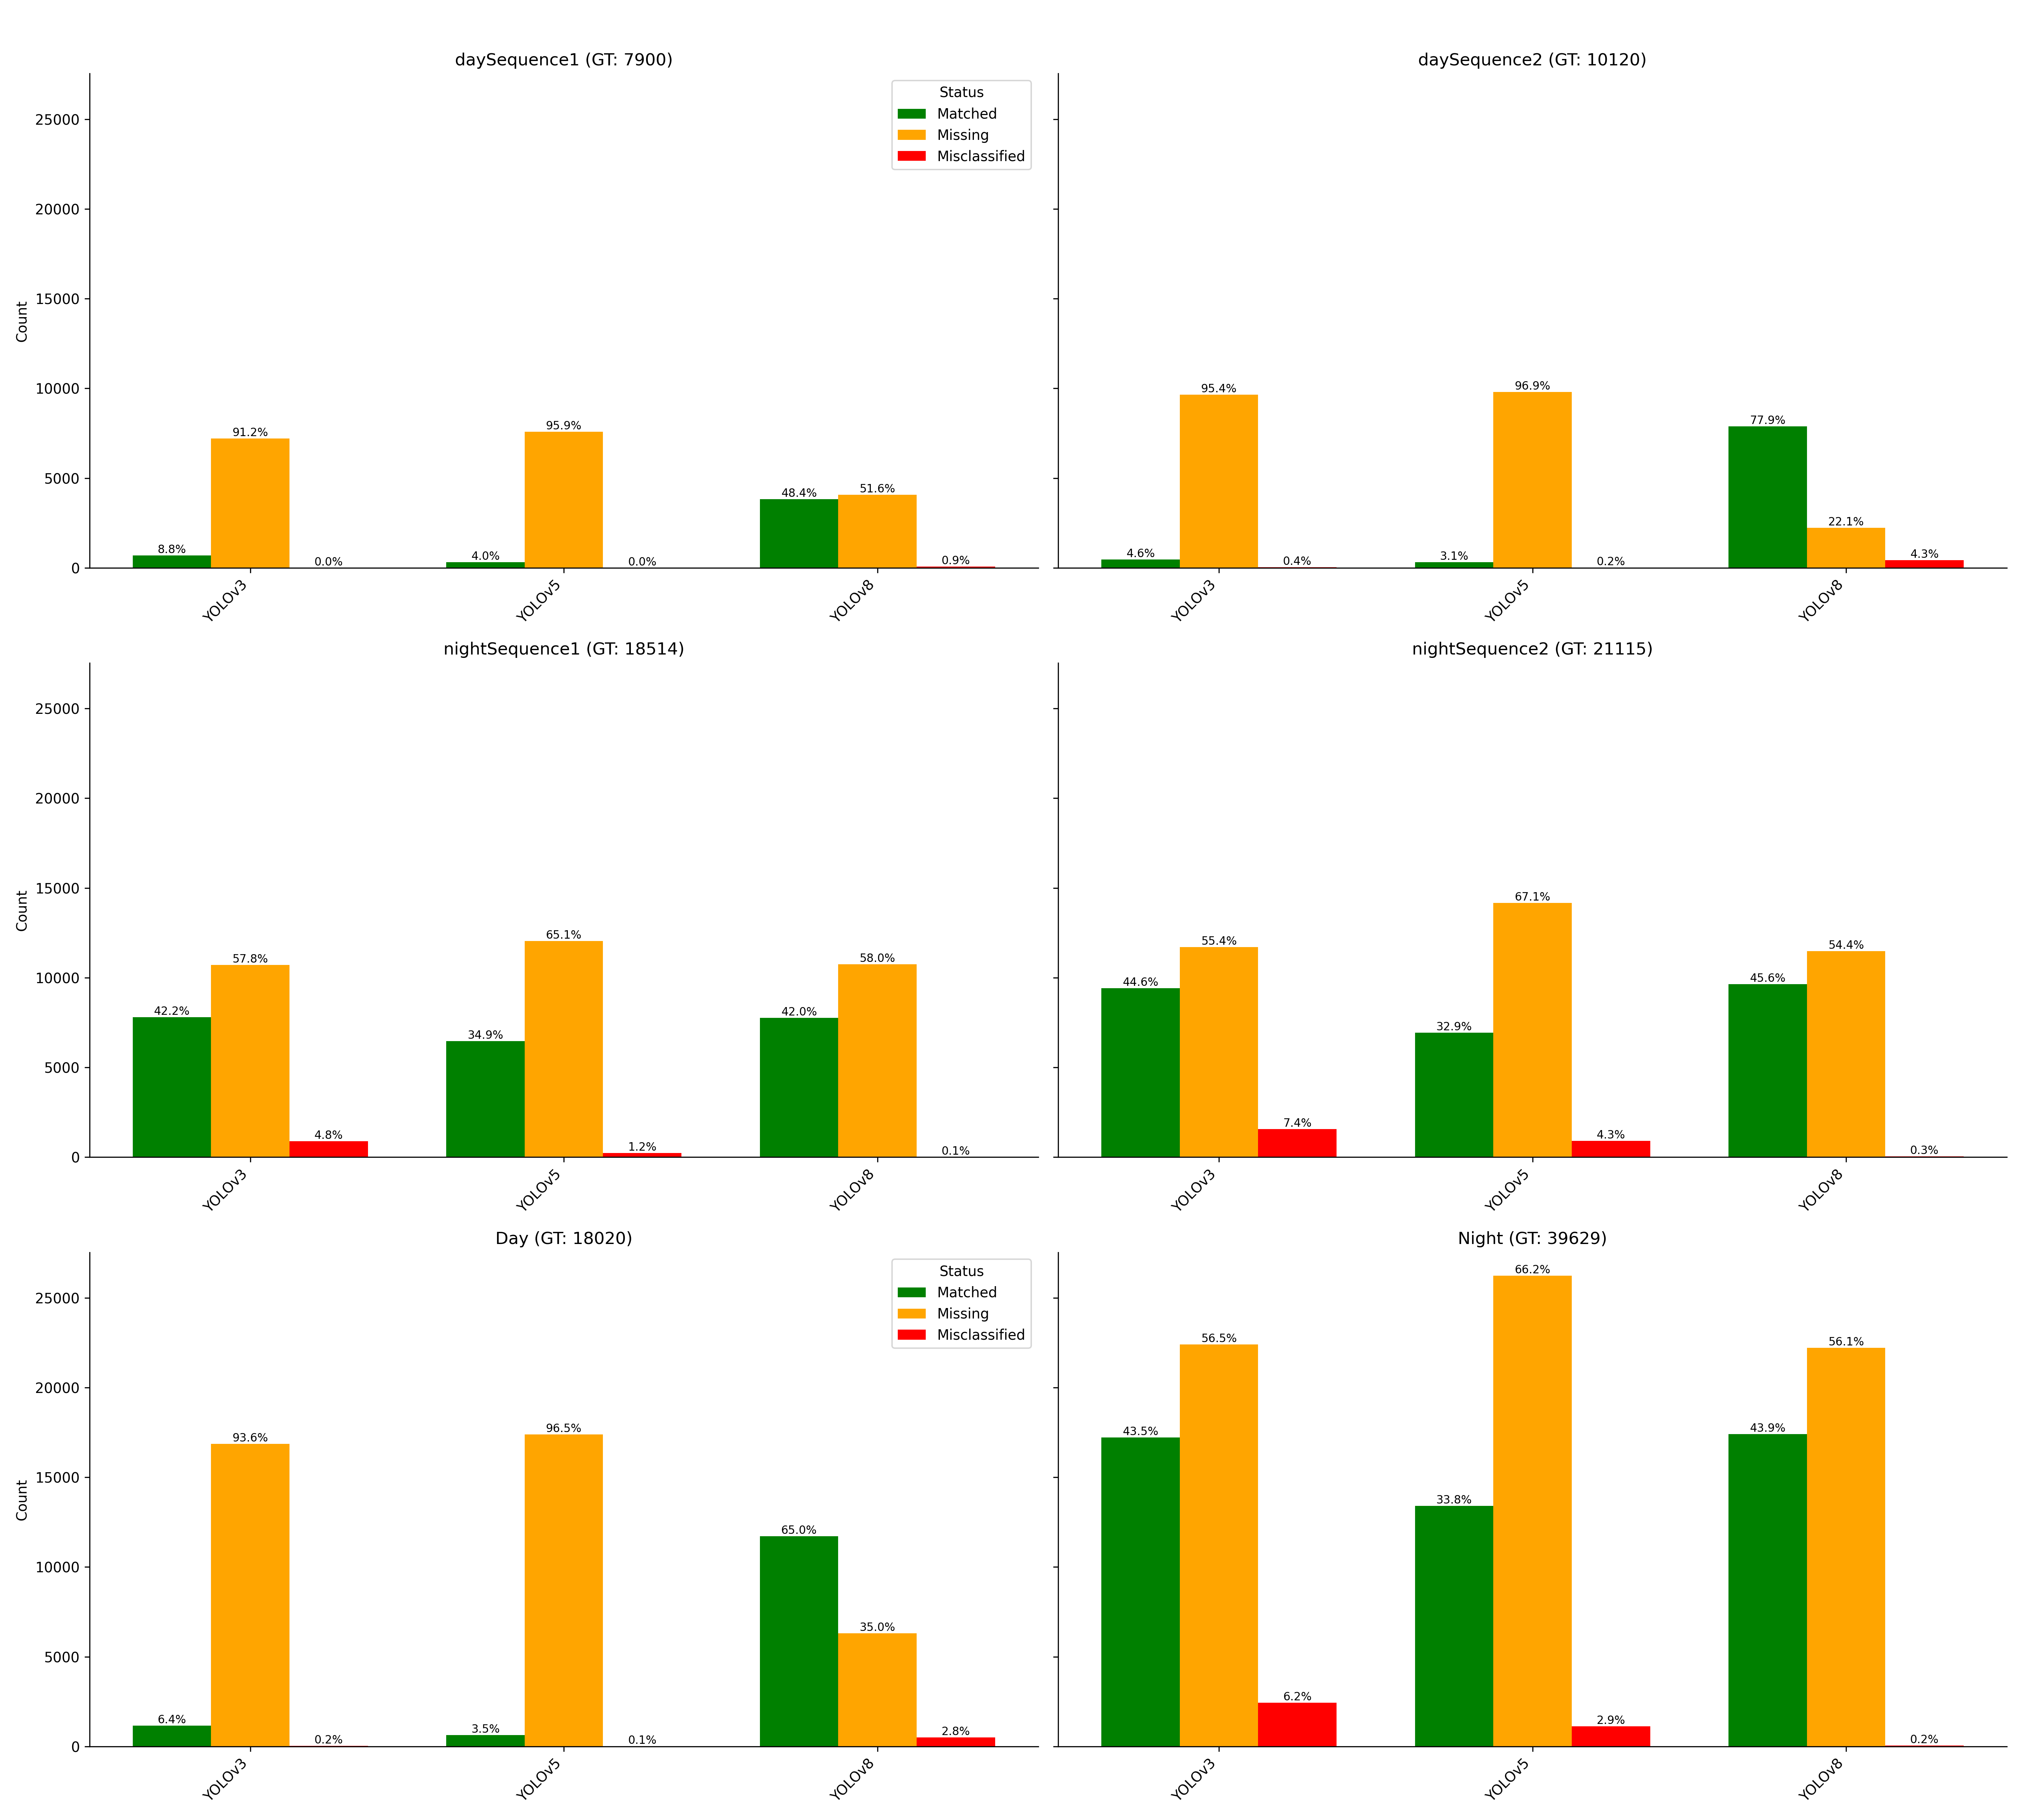 daySequence1 (GT: 7900)
Count
25000
20000
15000
10000
5000
0
Status
Matched
Missing
Misclassified
8.8%
91.2%
0.0%
4.0%
95.9%
0.0%
48.4%
51.6%
0.9%
YOLOv3
YOLOv5
YOLOv8
daySequence2 (GT: 10120)
4.6%
95.4%
0.4%
3.1%
96.9%
0.2%
77.9%
22.1%
4.3%
YOLOv3
YOLOv5
YOLOv8
nightSequence1 (GT: 18514)
Count
25000
20000
15000
10000
5000
0
42.2%
57.8%
4.8%
34.9%
65.1%
1.2%
42.0%
58.0%
0.1%
YOLOv3
YOLOv5
YOLOv8
nightSequence2 (GT: 21115)
44.6%
55.4%
7.4%
32.9%
67.1%
4.3%
45.6%
54.4%
0.3%
YOLOv3
YOLOv5
YOLOv8
Day (GT: 18020)
Count
25000
20000
15000
10000
5000
0
Status
Matched
Missing
Misclassified
6.4%
93.6%
0.2%
3.5%
96.5%
0.1%
65.0%
35.0%
2.8%
YOLOv3
YOLOv5
YOLOv8
Night (GT: 39629)
43.5%
56.5%
6.2%
33.8%
66.2%
2.9%
43.9%
56.1%
0.2%
YOLOv3
YOLOv5
YOLOv8